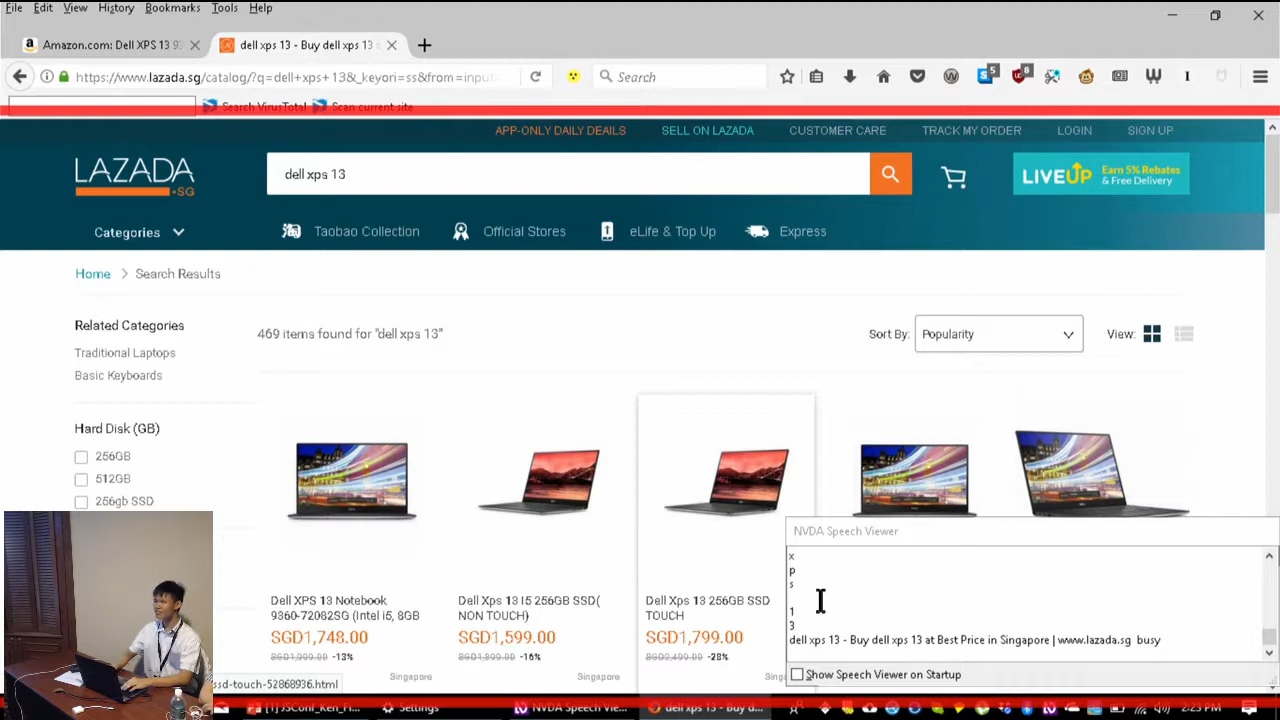 File Edit View History Bookmarks Tools Help
Amazon.com: Dell XPS 13 9
dell xps 13 - Buy dell xps 13
https://www.lazada.sg/catalog/?q=dell+xps+13&_keyori=ss&from=input
Search
5
8
Search VirusTotal Scan current site
APP-ONLY DAILY DEAILS SELL ON LAZADA CUSTOMER CARE TRACK MY ORDER LOGIN SIGN UP
LAZADA
.SG
dell xps 13
LIVEUP Earn 5% Rebates
& Free Delivery
Categories Taobao Collection Official Stores eLife & Top Up Express
Home > Search Results
Related Categories
Traditional Laptops
Basic Keyboards
469 items found for "dell xps 13"
Sort By: Popularity View:
Hard Disk (GB)
256GB
512GB
256gb SSD
Dell XPS 13 Notebook
9360-72082SG (Intel i5, 8GB
SGD1,748.00
SGD1,999.00 -13%
Singapore
Dell Xps 13 I5 256GB SSD(
NON TOUCH)
SGD1,599.00
SGD1,899.00 -16%
Singapore
Dell Xps 13 256GB SSD
TOUCH
SGD1,799.00
SGD2,499.00 -28%
Singa
NVDA Speech Viewer
x
p
s
1
3
dell xps 13 - Buy dell xps 13 at Best Price in Singapore | www.lazada.sg busy
Show Speech Viewer on Startup
ssd-touch-52868936.html
Settings
NVDA Speech Vie...
dell xps 13 - Buy d...
2:23 PM